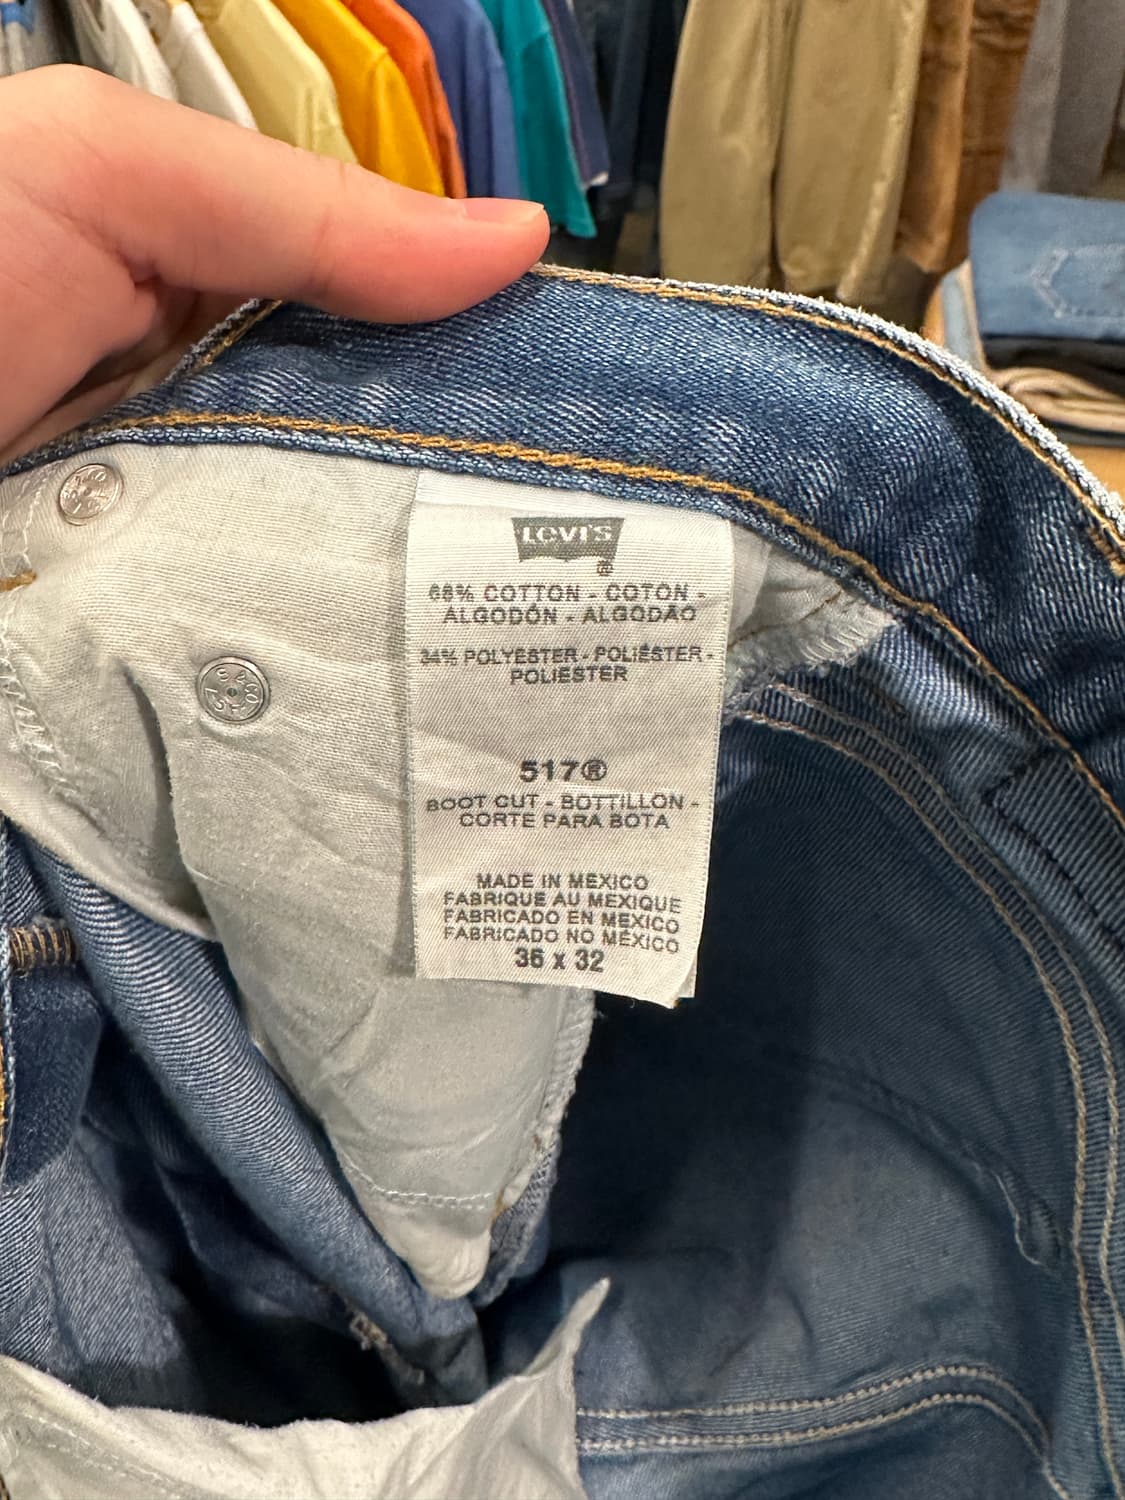 LEVI'S
®
66% COTTON - COTON -
ALGODÓN - ALGODÃO
34% POLYESTER - POLIÉSTER -
POLIESTER
517®
BOOT CUT - BOTTILLON -
CORTE PARA BOTA
MADE IN MEXICO
FABRIQUE AU MEXIQUE
FABRICADO EN MEXICO
FABRICADO NO MÉXICO
36 x 32